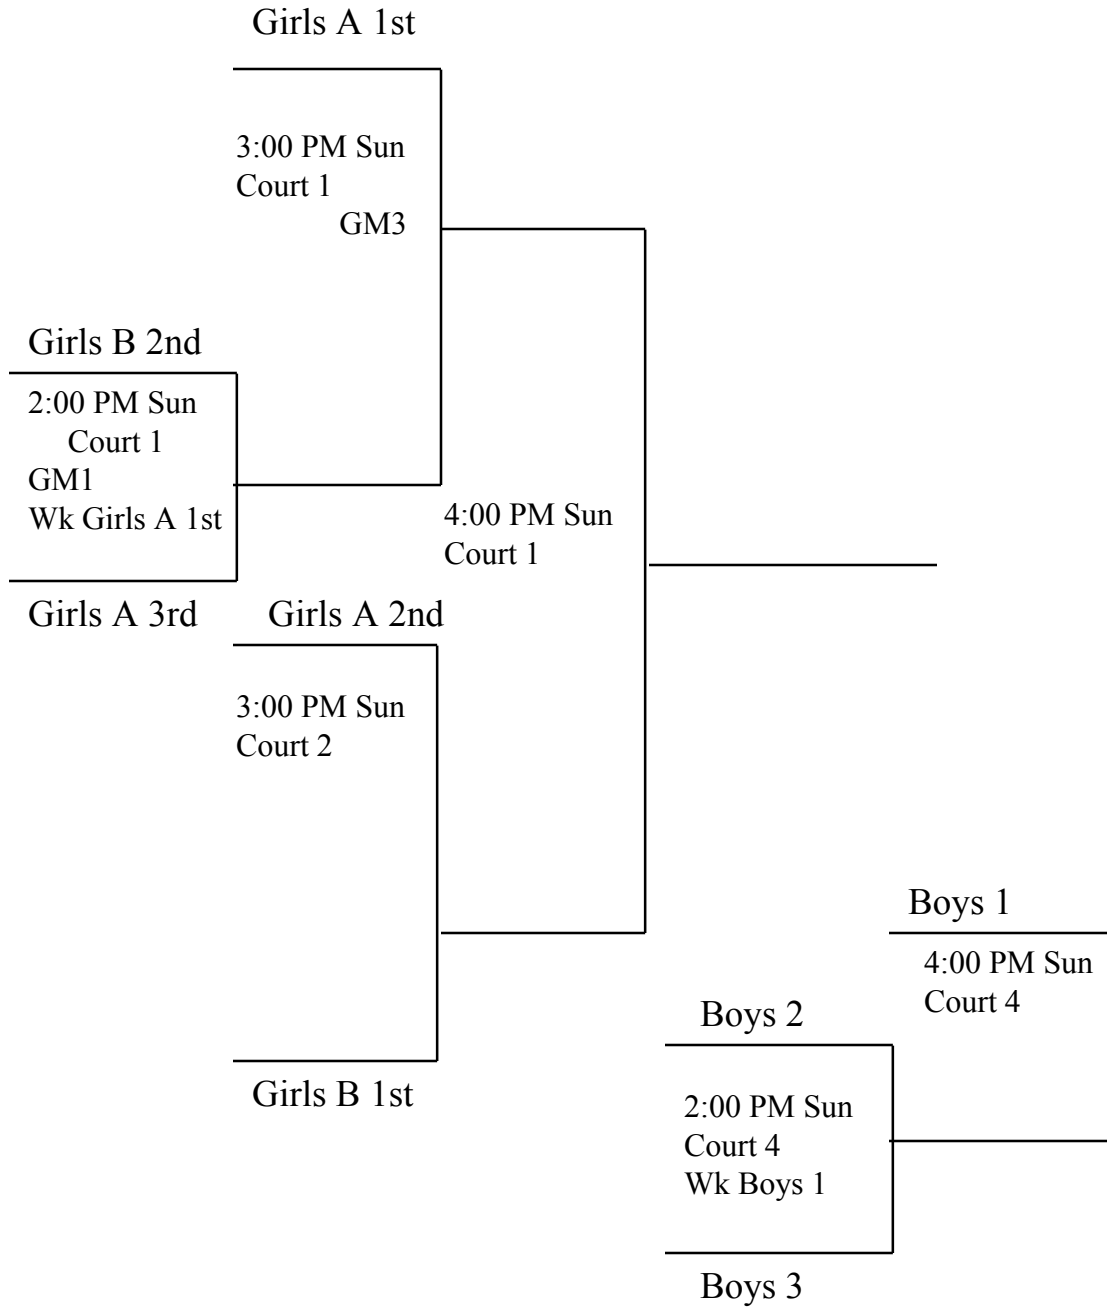 Girls A 1st
3:00 PM Sun
Court 1
GM3
Girls B 2nd
2:00 PM Sun
Court 1
GM1
Wk Girls A 1st
Girls A 3rd
4:00 PM Sun
Court 1
Girls A 2nd
3:00 PM Sun
Court 2
Girls B 1st
Boys 1
4:00 PM Sun
Court 4
Boys 2
2:00 PM Sun
Court 4
Wk Boys 1
Boys 3